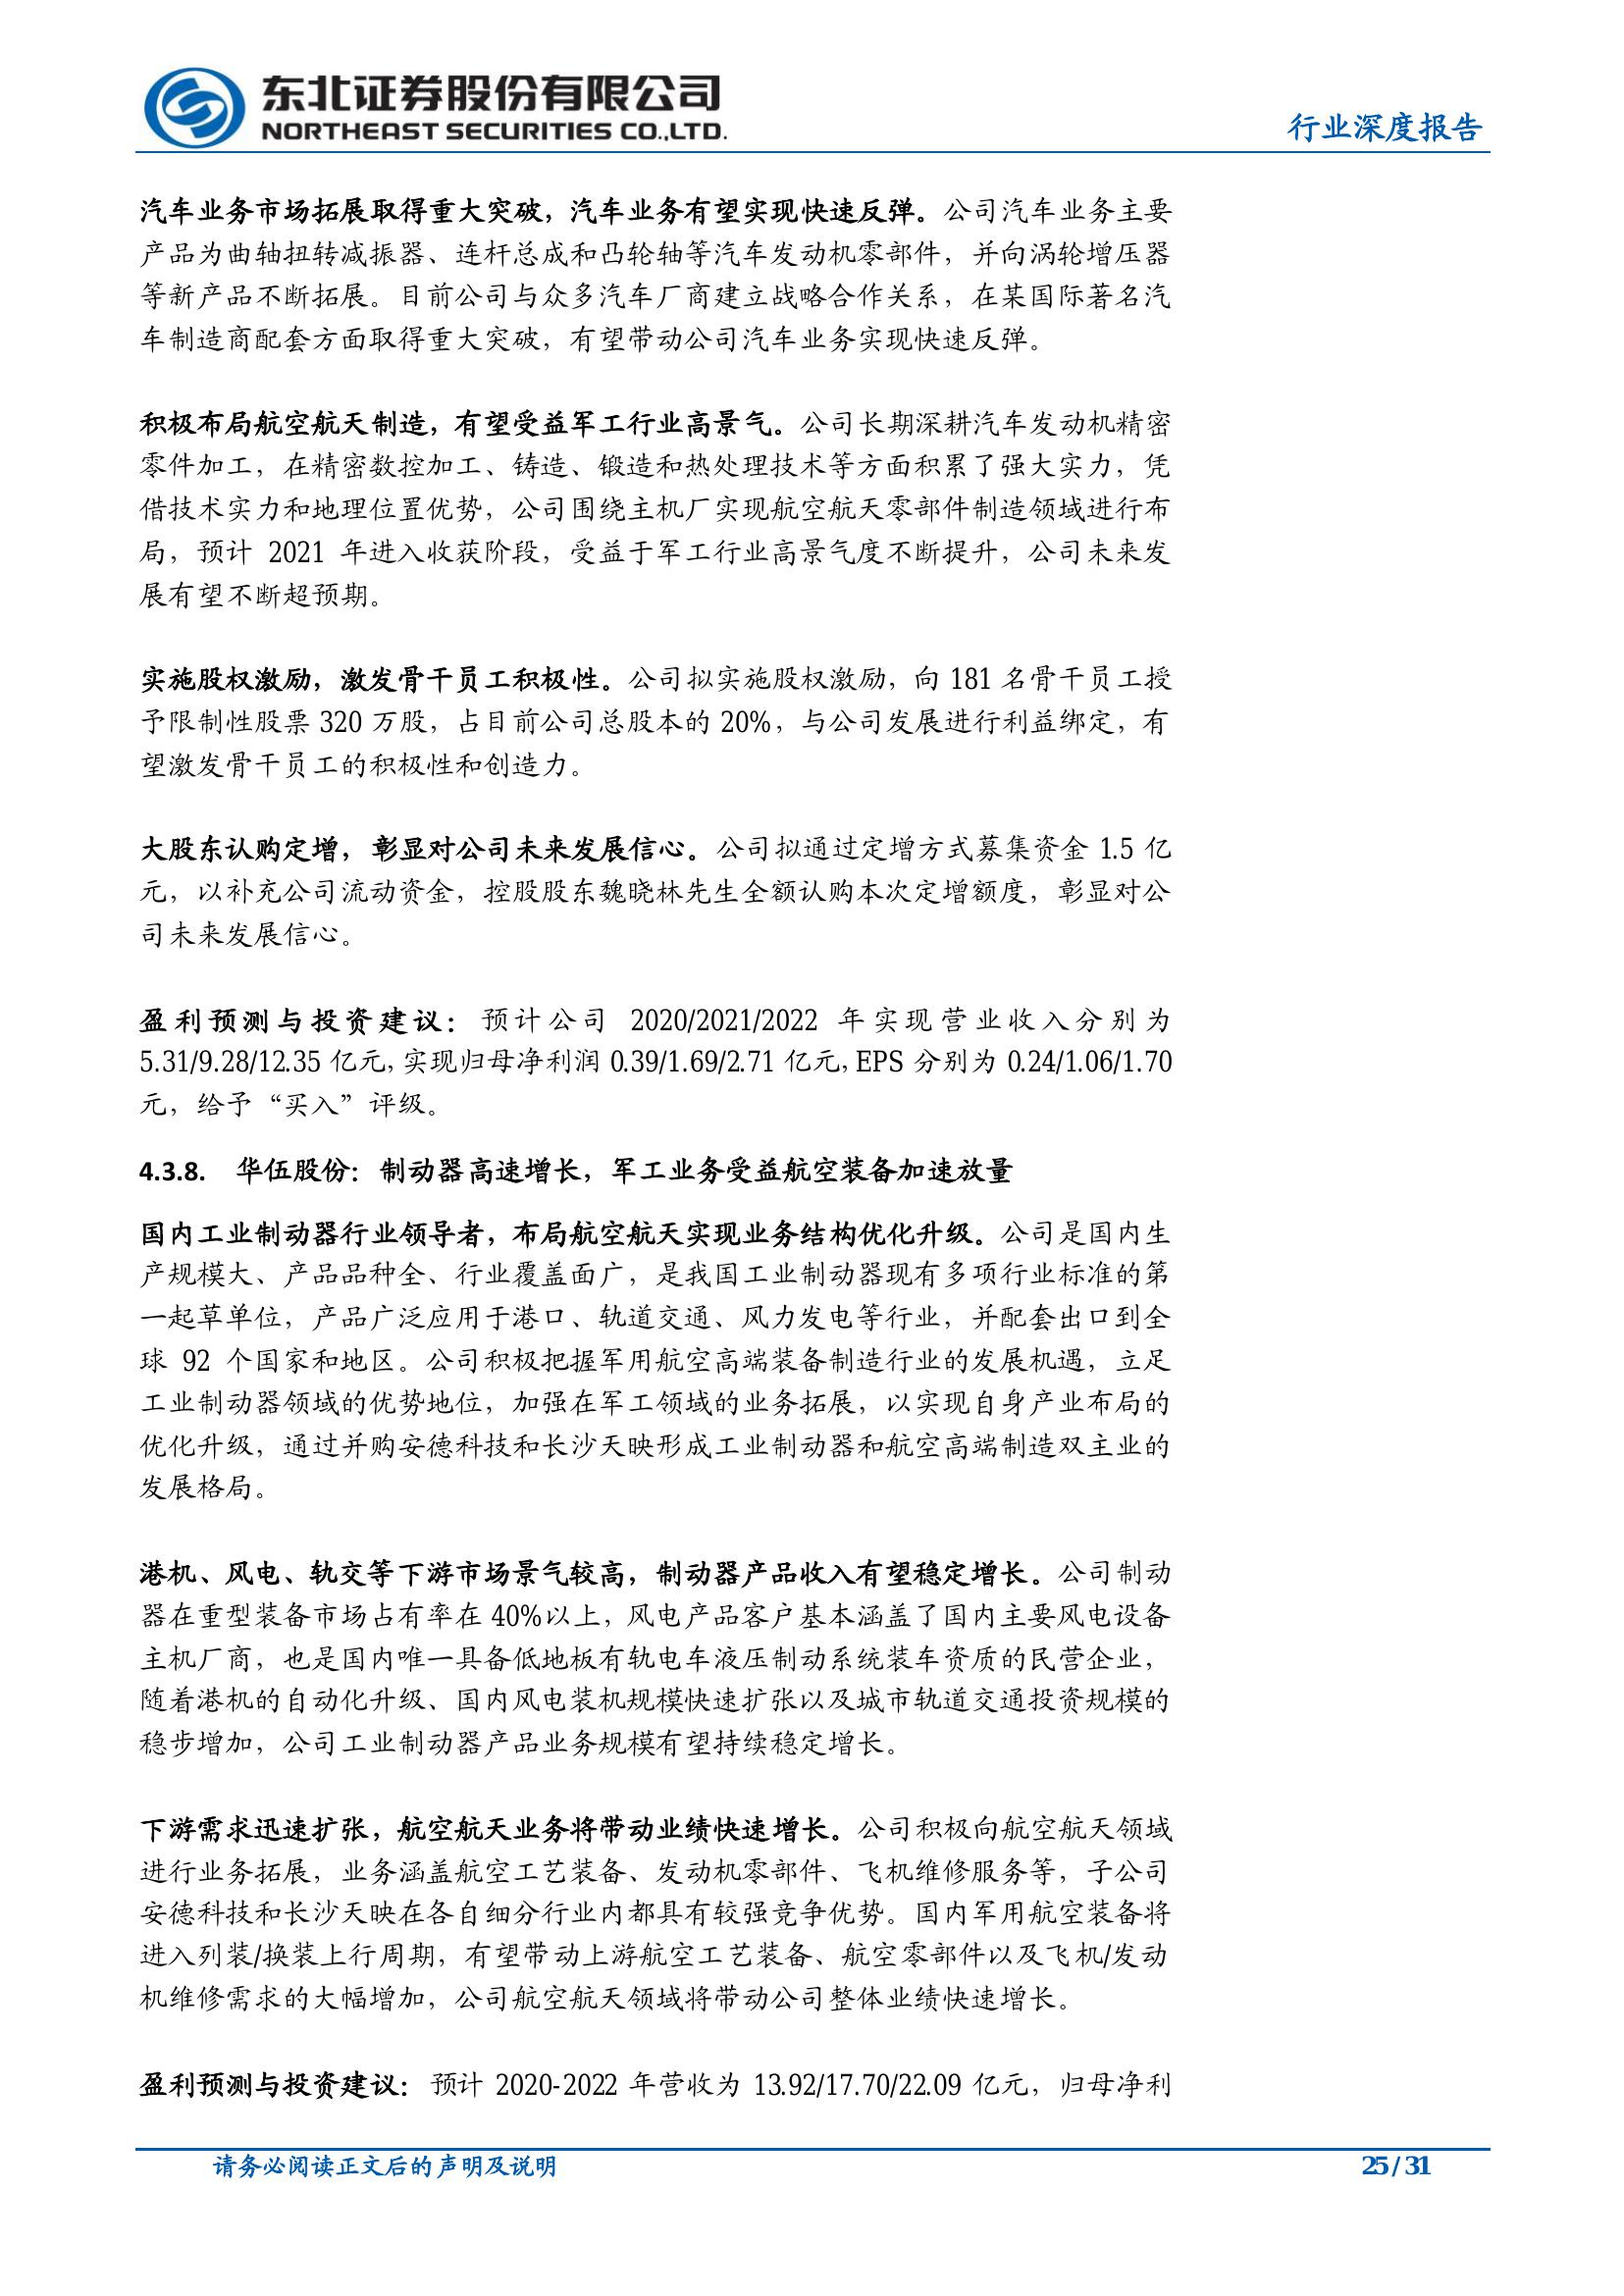 东北证券股份有限公司
NORTHEAST SECURITIES CO.,LTD.
行业深度报告
汽车业务市场拓展取得重大突破，汽车业务有望实现快速反弹。公司汽车业务主要
产品为曲轴扭转减振器、连杆总成和凸轮轴等汽车发动机零部件，并向涡轮增压器
等新产品不断拓展。目前公司与众多汽车厂商建立战略合作关系，在某国际著名汽
车制造商配套方面取得重大突破，有望带动公司汽车业务实现快速反弹。
积极布局航空航天制造，有望受益军工行业高景气。公司长期深耕汽车发动机精密
零件加工，在精密数控加工、铸造、锻造和热处理技术等方面积累了强大实力，凭
借技术实力和地理位置优势，公司围绕主机厂实现航空航天零部件制造领域进行布
局，预计 2021 年进入收获阶段，受益于军工行业高景气度不断提升，公司未来发
展有望不断超预期。
实施股权激励，激发骨干员工积极性。公司拟实施股权激励，向 181 名骨干员工授
予限制性股票 320 万股，占目前公司总股本的 20%，与公司发展进行利益绑定，有
望激发骨干员工的积极性和创造力。
大股东认购定增，彰显对公司未来发展信心。公司拟通过定增方式募集资金 1.5 亿
元，以补充公司流动资金，控股股东魏晓林先生全额认购本次定增额度，彰显对公
司未来发展信心。
盈利预测与投资建议：预计公司 2020/2021/2022 年实现营业收入分别为
5.31/9.28/12.35 亿元，实现归母净利润 0.39/1.69/2.71 亿元，EPS 分别为 0.24/1.06/1.70
元，给予“买入”评级。
4.3.8. 华伍股份：制动器高速增长，军工业务受益航空装备加速放量
国内工业制动器行业领导者，布局航空航天实现业务结构优化升级。公司是国内生
产规模大、产品品种全、行业覆盖面广，是我国工业制动器现有多项行业标准的第
一起草单位，产品广泛应用于港口、轨道交通、风力发电等行业，并配套出口到全
球 92 个国家和地区。公司积极把握军用航空高端装备制造行业的发展机遇，立足
工业制动器领域的优势地位，加强在军工领域的业务拓展，以实现自身产业布局的
优化升级，通过并购安德科技和长沙天映形成工业制动器和航空高端制造双主业的
发展格局。
港机、风电、轨交等下游市场景气较高，制动器产品收入有望稳定增长。公司制动
器在重型装备市场占有率在 40%以上，风电产品客户基本涵盖了国内主要风电设备
主机厂商，也是国内唯一具备低地板有轨电车液压制动系统装车资质的民营企业，
随着港机的自动化升级、国内风电装机规模快速扩张以及城市轨道交通投资规模的
稳步增加，公司工业制动器产品业务规模有望持续稳定增长。
下游需求迅速扩张，航空航天业务将带动业绩快速增长。公司积极向航空航天领域
进行业务拓展，业务涵盖航空工艺装备、发动机零部件、飞机维修服务等，子公司
安德科技和长沙天映在各自细分行业内都具有较强竞争优势。国内军用航空装备将
进入列装/换装上行周期，有望带动上游航空工艺装备、航空零部件以及飞机/发动
机维修需求的大幅增加，公司航空航天领域将带动公司整体业绩快速增长。
盈利预测与投资建议：预计 2020-2022 年营收为 13.92/17.70/22.09 亿元，归母净利
请务必阅读正文后的声明及说明
25 / 31